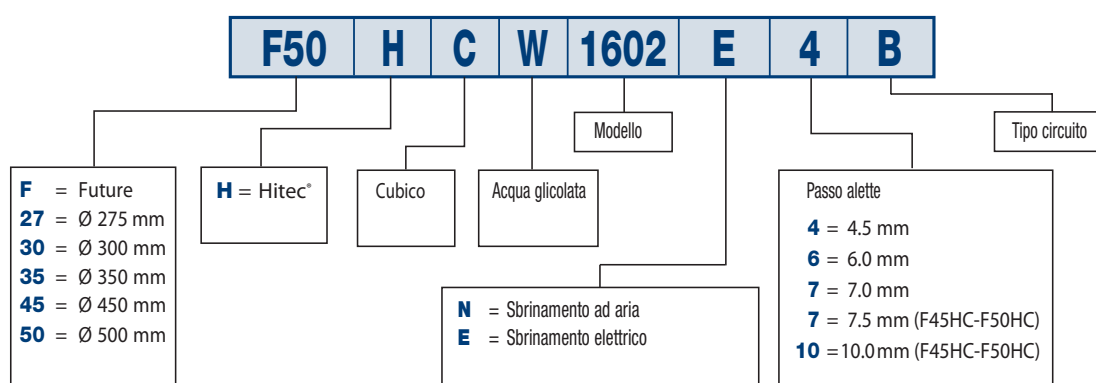 F50 H C W 1602 E 4 B
Modello
Tipo circuito
F = Future
27 = Ø 275 mm
30 = Ø 300 mm
35 = Ø 350 mm
45 = Ø 450 mm
50 = Ø 500 mm
H = Hitec®
Cubico
Acqua glicolata
N = Sbrinamento ad aria
E = Sbrinamento elettrico
Passo alette
4 = 4.5 mm
6 = 6.0 mm
7 = 7.0 mm
7 = 7.5 mm (F45HC-F50HC)
10 =10.0mm (F45HC-F50HC)